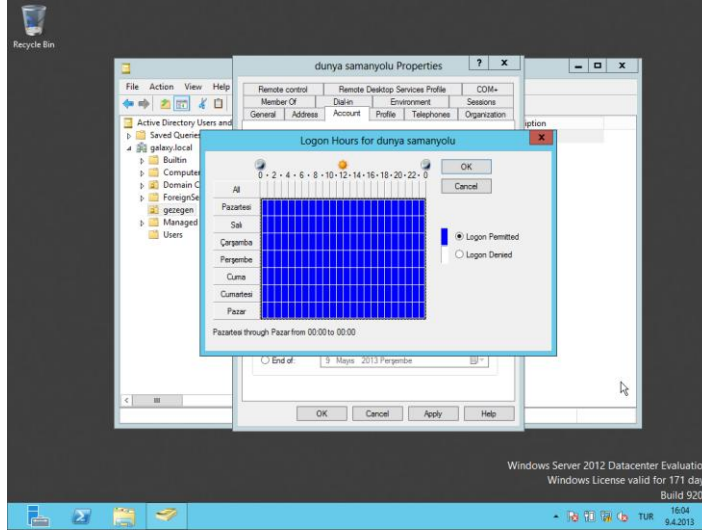 Recycle Bin
dunya samanyolu Properties
? x
File Action View Help
Active Directory Users and
Saved Queries
galaxy.local
Builtin
Computer
Domain C
ForeignSe
gezegen
Managed
Users
Remote control Remote Desktop Services Profile COM+
Member Of Dial-in Environment Sessions
General Address Account Profile Telephones Organization
ription
Logon Hours for dunya samanyolu
x
0 • 2 • 4 • 6 • 8 • 10 • 12 • 14 • 16 • 18 • 20 • 22 • 0
All
Pazartesi
Salı
Çarşamba
Perşembe
Cuma
Cumartesi
Pazar
OK
Cancel
Logon Permitted
Logon Denied
Pazartesi through Pazar from 00:00 to 00:00
End of: 9 Mayıs 2013 Perşembe
OK Cancel Apply Help
Windows Server 2012 Datacenter Evaluatio
Windows License valid for 171 day
Build 920
TUR
16:04
9.4.2013